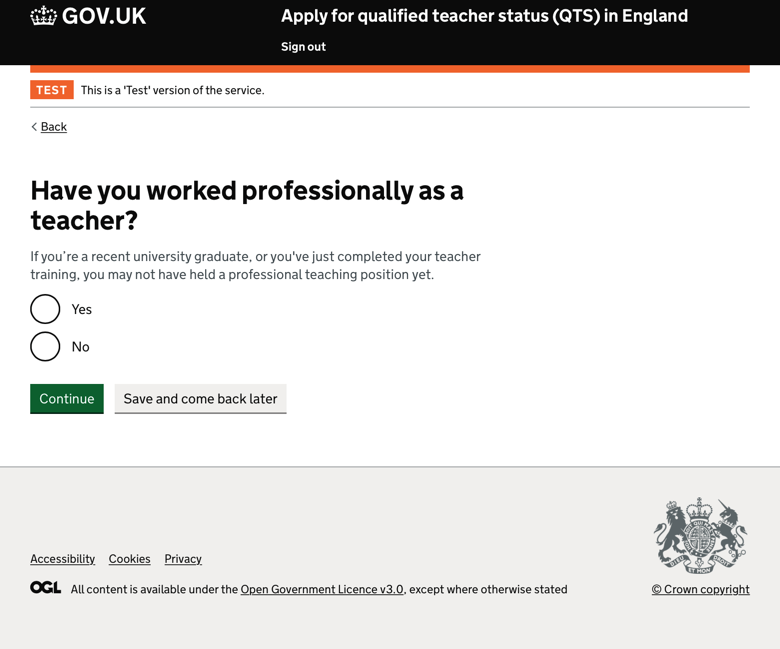 GOV.UK
Apply for qualified teacher status (QTS) in England
Sign out
TEST This is a 'Test' version of the service.
Back
Have you worked professionally as a
teacher?
If you’re a recent university graduate, or you've just completed your teacher
training, you may not have held a professional teaching position yet.
Yes
No
Continue Save and come back later
Accessibility Cookies Privacy
OGL All content is available under the Open Government Licence v3.0, except where otherwise stated
© Crown copyright